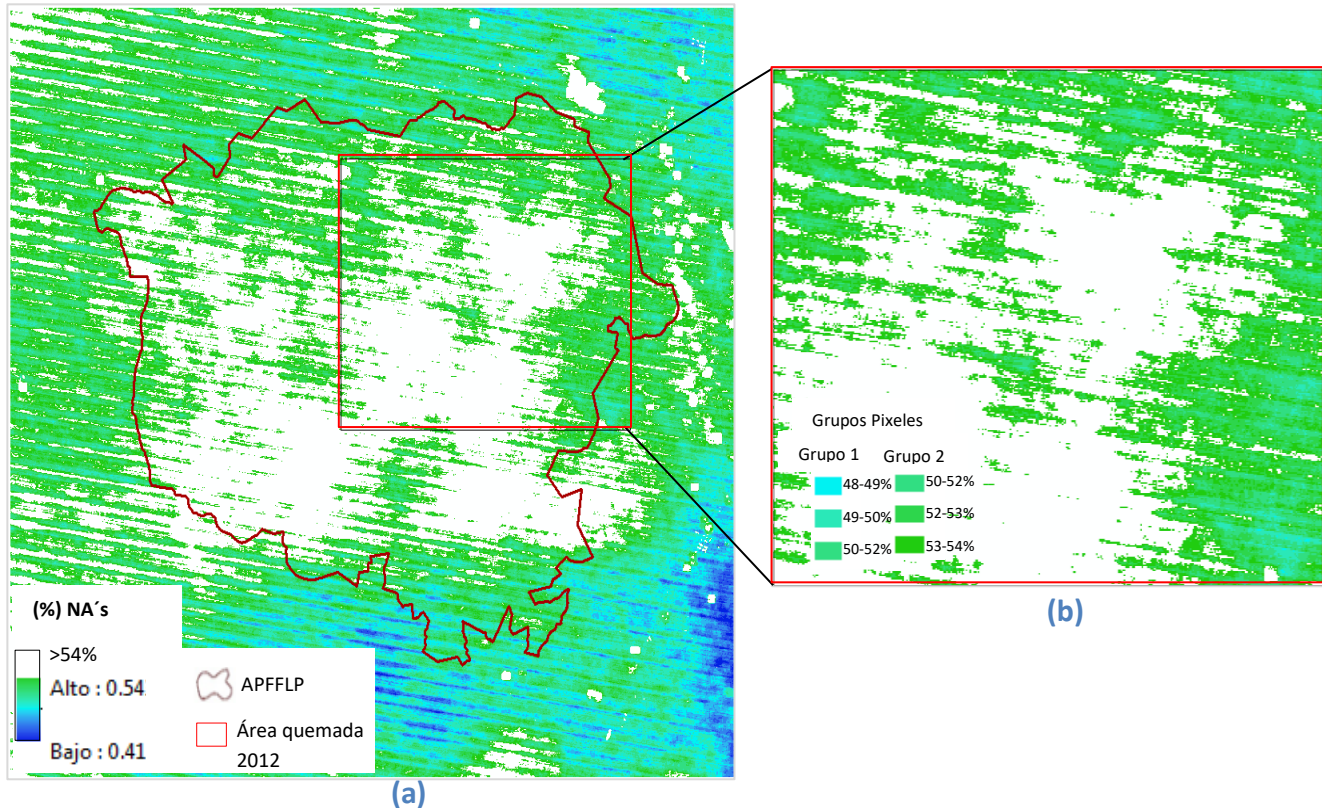 Grupos Pixeles
Grupo 1 Grupo 2
48-49% 50-52%
49-50% 52-53%
50-52% 53-54%
(b)
(%) NA´s
>54%
Alto : 0.54
Bajo : 0.41
APFFLP
Área quemada
2012
(a)